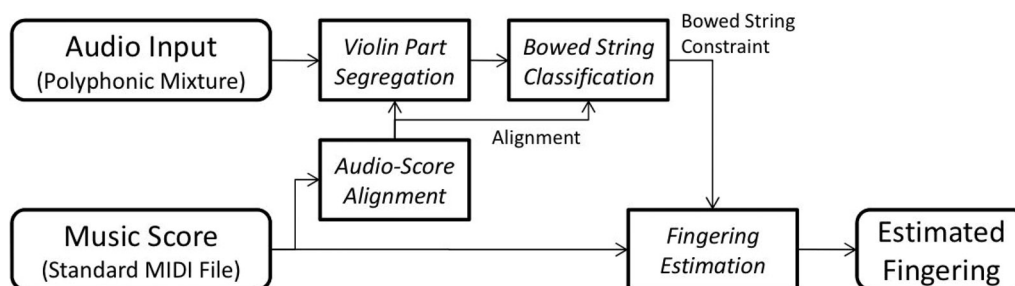 Audio Input
(Polyphonic Mixture)
Violin Part
Segregation
Bowed String
Classification
Bowed String
Constraint
Alignment
Audio-Score
Alignment
Music Score
(Standard MIDI File)
Fingering
Estimation
Estimated
Fingering